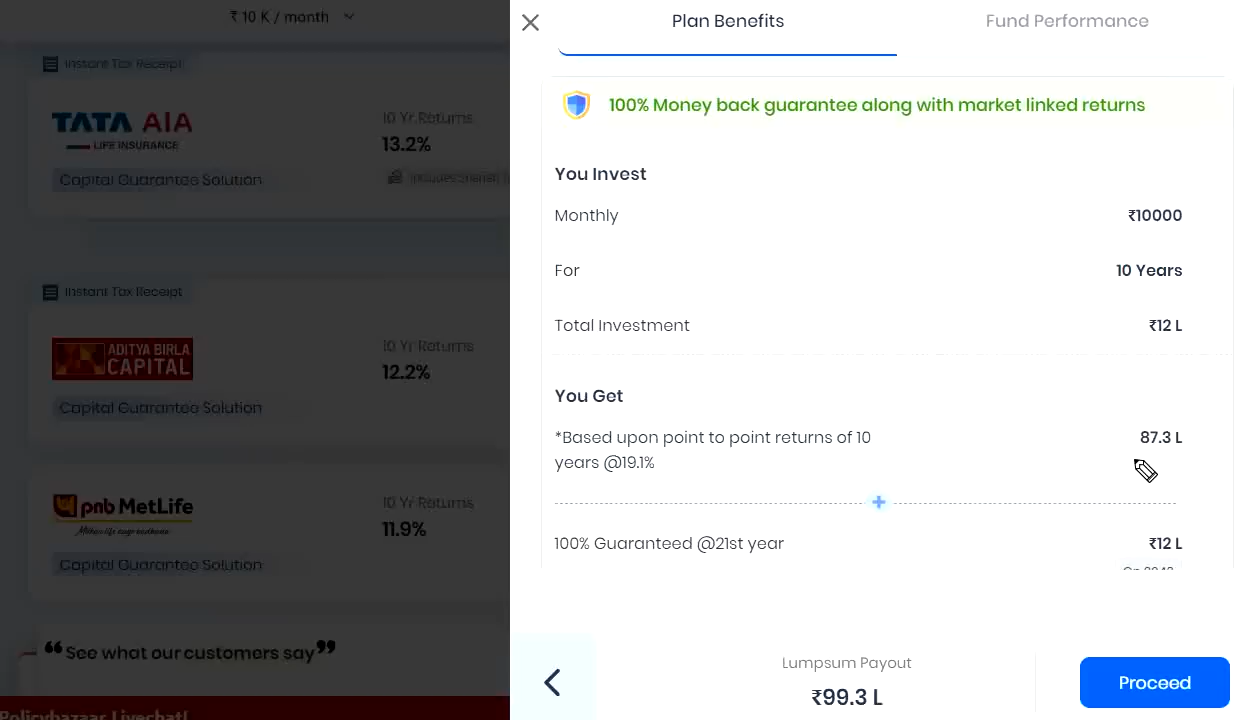 ₹ 10 K / month
Instant Tax Receipt
TATA AIA
LIFE INSURANCE
10 Yr Returns
13.2%
Capital Guarantee Solution
Instant Tax Receipt
ADITYA BIRLA
CAPITAL
10 Yr Returns
12.2%
Capital Guarantee Solution
pnb MetLife
10 Yr Returns
11.9%
Capital Guarantee Solution
❝See what our customers say❞
Policybazaar Livechat!
Plan Benefits
Fund Performance
100% Money back guarantee along with market linked returns
You Invest
Monthly
₹10000
For
10 Years
Total Investment
₹12 L
You Get
*Based upon point to point returns of 10
years @19.1%
87.3 L
+
100% Guaranteed @21st year
₹12 L
Lumpsum Payout
₹99.3 L
Proceed